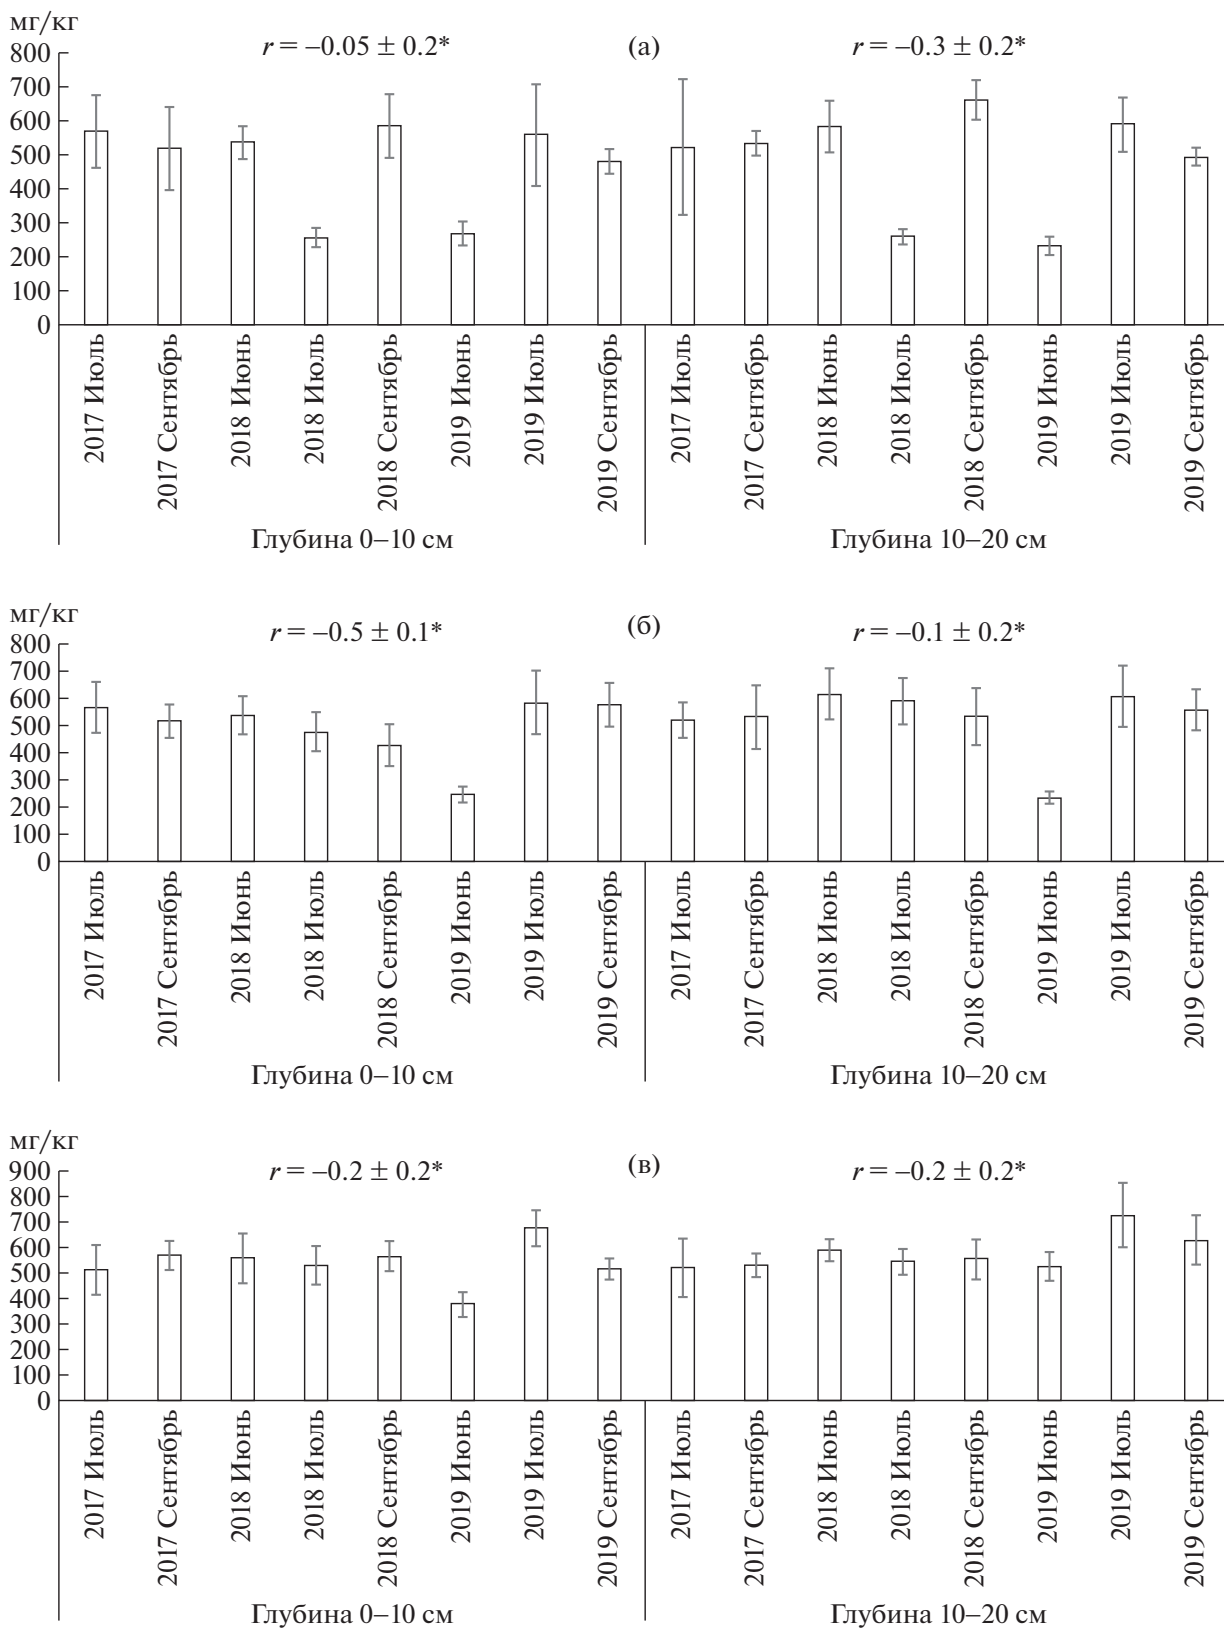 мг/кг
r = –0.05 ± 0.2*
(а)
r = –0.3 ± 0.2*
800
700
600
500
400
300
200
100
0
2017 Июль
2017 Сентябрь
2018 Июнь
2018 Июль
2018 Сентябрь
2019 Июнь
2019 Июль
2019 Сентябрь
2017 Июль
2017 Сентябрь
2018 Июнь
2018 Июль
2018 Сентябрь
2019 Июнь
2019 Июль
2019 Сентябрь
Глубина 0–10 см
Глубина 10–20 см
мг/кг
r = –0.5 ± 0.1*
(б)
r = –0.1 ± 0.2*
800
700
600
500
400
300
200
100
0
2017 Июль
2017 Сентябрь
2018 Июнь
2018 Июль
2018 Сентябрь
2019 Июнь
2019 Июль
2019 Сентябрь
2017 Июль
2017 Сентябрь
2018 Июнь
2018 Июль
2018 Сентябрь
2019 Июнь
2019 Июль
2019 Сентябрь
Глубина 0–10 см
Глубина 10–20 см
мг/кг
r = –0.2 ± 0.2*
(в)
r = –0.2 ± 0.2*
900
800
700
600
500
400
300
200
100
0
2017 Июль
2017 Сентябрь
2018 Июнь
2018 Июль
2018 Сентябрь
2019 Июнь
2019 Июль
2019 Сентябрь
2017 Июль
2017 Сентябрь
2018 Июнь
2018 Июль
2018 Сентябрь
2019 Июнь
2019 Июль
2019 Сентябрь
Глубина 0–10 см
Глубина 10–20 см